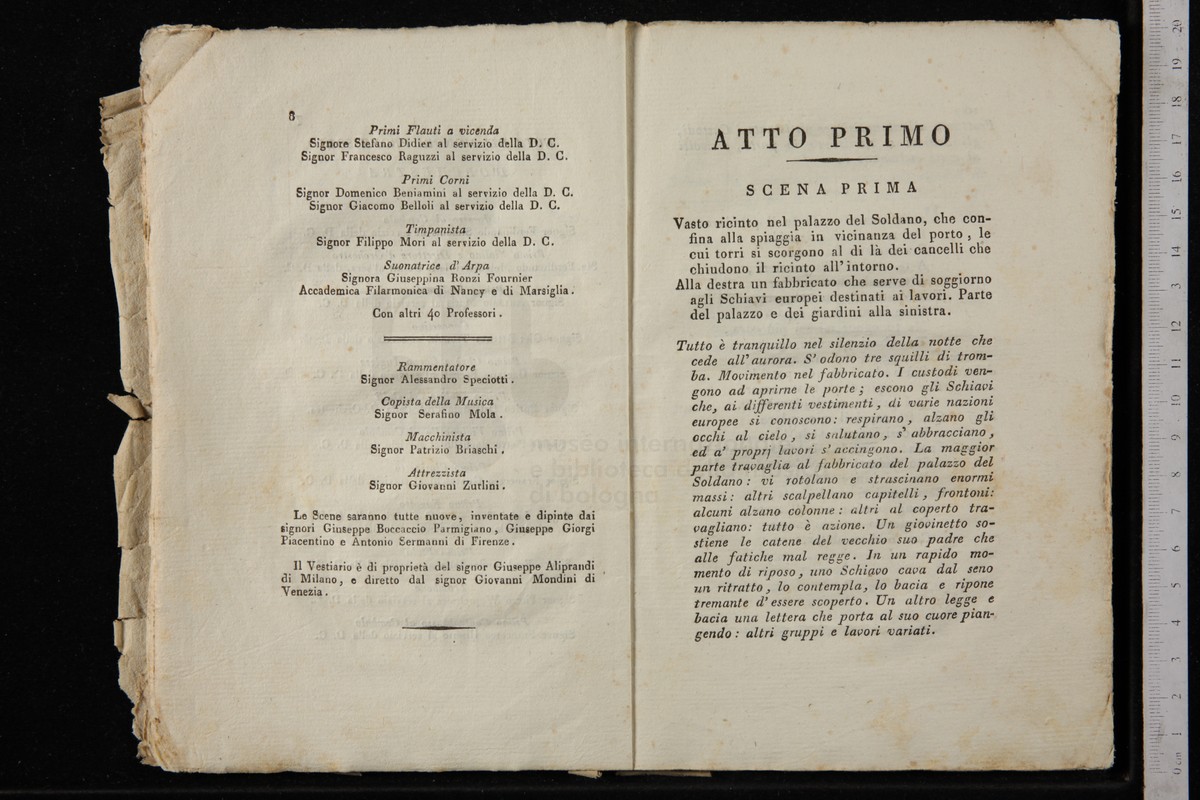 8
Primi Flauti a vicenda
Signore Stefano Didier al servizio della D. C.
Signor Francesco Raguzzi al servizio della D. C.
Primi Corni
Signor Domenico Beniamini al servizio della D. C.
Signor Giacomo Belloli al servizio della D. C.
Timpanista
Signor Filippo Mori al servizio della D. C.
Suonatrice d'Arpa
Signora Giuseppina Ronzi Fournier
Accademica Filarmonica di Nancy e di Marsiglia.
Con altri 40 Professori.
Rammentatore
Signor Alessandro Speciotti.
Copista della Musica
Signor Serafino Mola.
Macchinista
Signor Patrizio Briaschi.
Attrezzista
Signor Giovanni Zurlini.
Le Scene saranno tutte nuove, inventate e dipinte dai
signori Giuseppe Boccaccio Parmigiano, Giuseppe Giorgi
Piacentino e Antonio Sermanni di Firenze.
Il Vestiario è di proprietà del signor Giuseppe Aliprandi
di Milano, e diretto dal signor Giovanni Mondini di
Venezia.
ATTO PRIMO
SCENA PRIMA
Vasto ricinto nel palazzo del Soldano, che con-
fina alla spiaggia in vicinanza del porto, le
cui torri si scorgono al di là dei cancelli che
chiudono il ricinto all'intorno.
Alla destra un fabbricato che serve di soggiorno
agli Schiavi europei destinati ai lavori. Parte
del palazzo e dei giardini alla sinistra.
Tutto è tranquillo nel silenzio della notte che
cede all'aurora. S'odono tre squilli di trom-
ba. Movimento nel fabbricato. I custodi ven-
gono ad aprirne le porte; escono gli Schiavi
che, ai differenti vestimenti, di varie nazioni
europee si conoscono: respirano, alzano gli
occhi al cielo, si salutano, s'abbracciano,
ed a' proprj lavori s'accingono. La maggior
parte travaglia al fabbricato del palazzo del
Soldano: vi rotolano e strascinano enormi
massi: altri scalpellano capitelli, frontoni:
alcuni alzano colonne: altri al coperto tra-
vagliano: tutto è azione. Un giovinetto so-
stiene le catene del vecchio suo padre che
alle fatiche mal regge. In un rapido mo-
mento di riposo, uno Schiavo cava dal seno
un ritratto, lo contempla, lo bacia e ripone
tremante d'essere scoperto. Un altro legge e
bacia una lettera che porta al suo cuore pian-
gendo: altri gruppi e lavori variati.